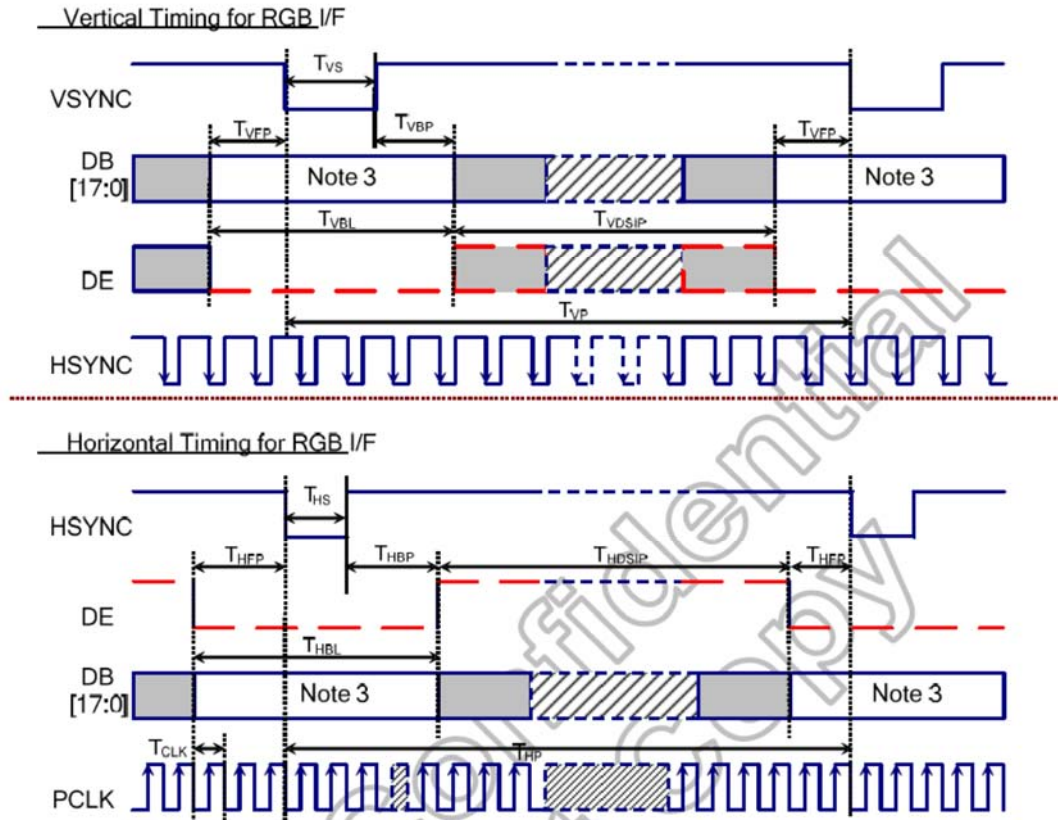 Vertical Timing for RGB I/F
TVS
VSYNC
TVFP
TVBP
TVFP
DB
[17:0]
Note 3
Note 3
TVBL
TVDSIP
DE
TVP
HSYNC
Horizontal Timing for RGB I/F
THS
HSYNC
THFP
THBP
THDSIP
THFP
DE
THBL
DB
[17:0]
Note 3
Note 3
TCLK
THP
PCLK
Confidential
Copy